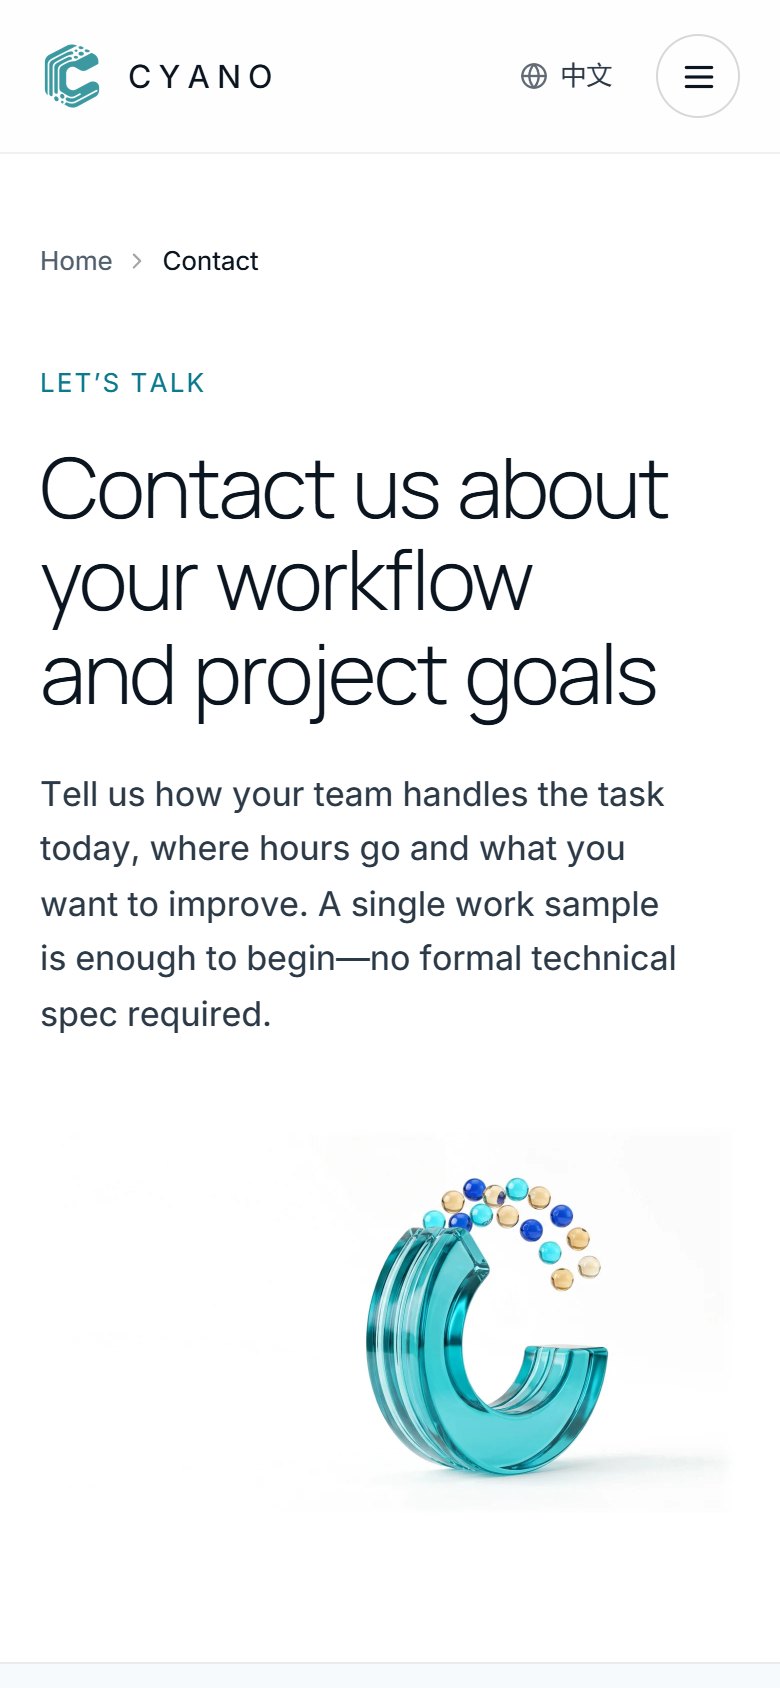 CYANO
中文
Home > Contact
LET’S TALK
Contact us about
your workflow
and project goals
Tell us how your team handles the task
today, where hours go and what you
want to improve. A single work sample
is enough to begin—no formal technical
spec required.